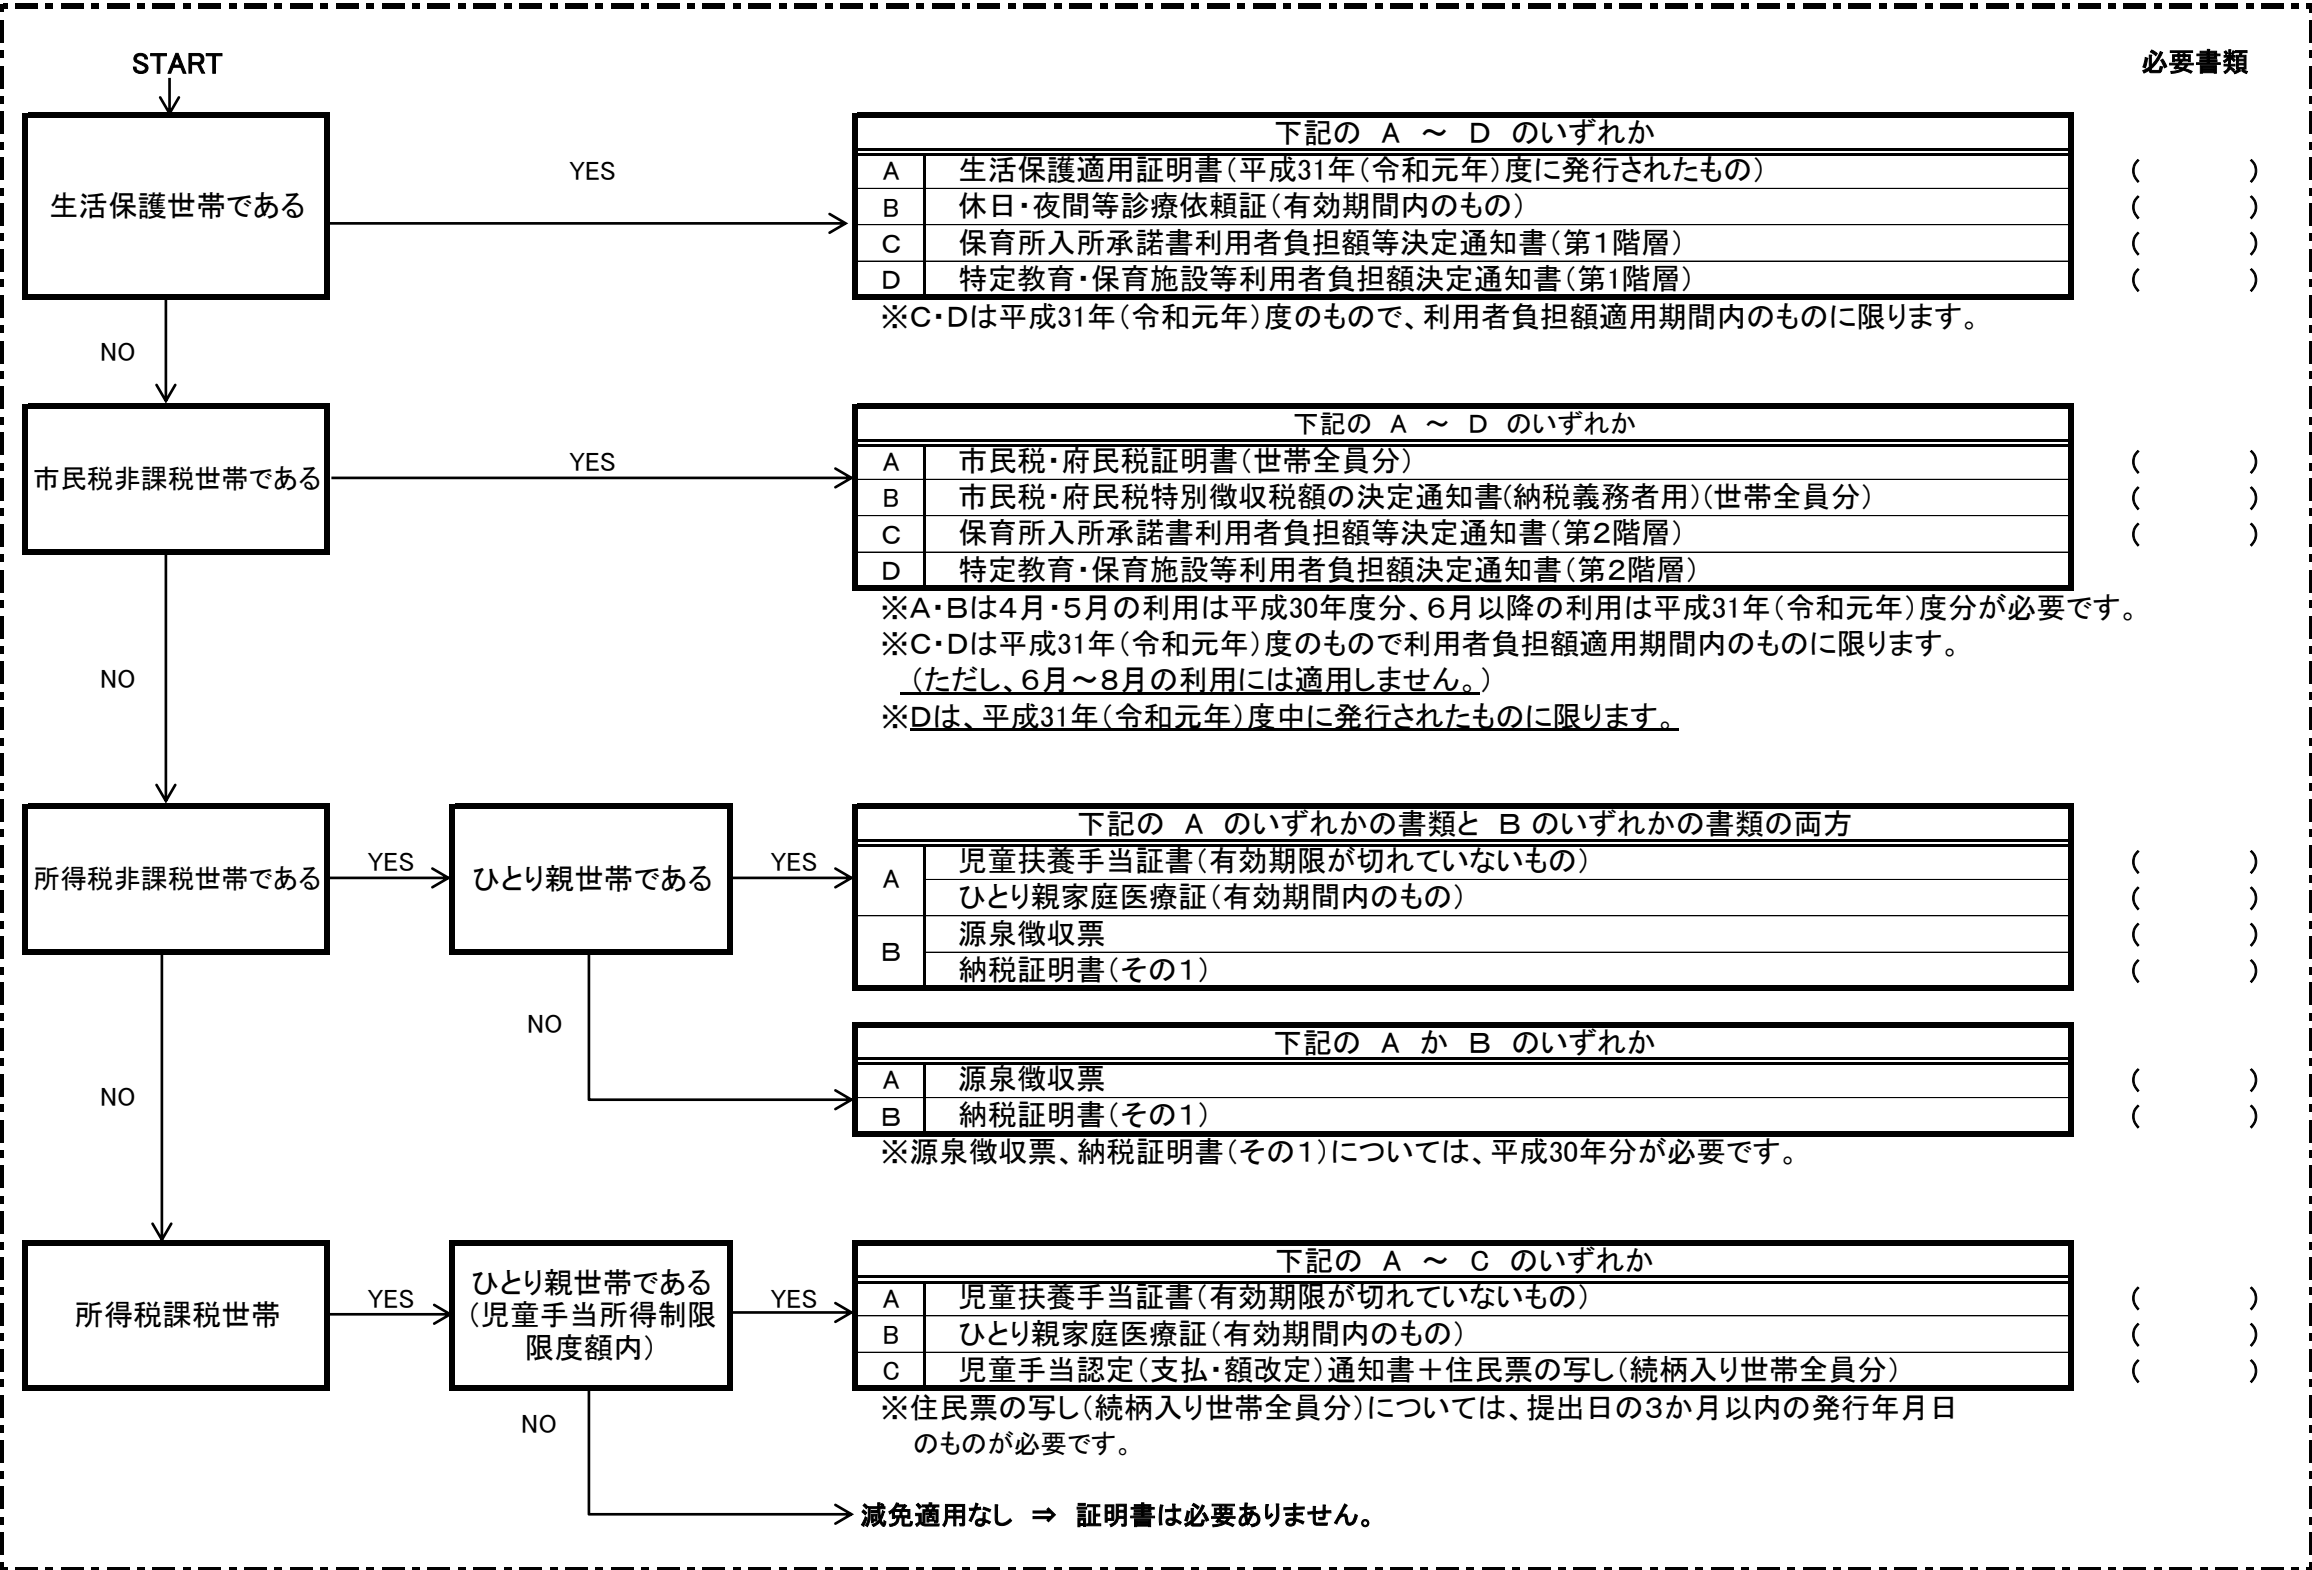 START
必要書類
下記の A ～ D のいずれか
生活保護世帯である
YES
A 生活保護適用証明書（平成31年（令和元年）度に発行されたもの） ( )
B 休日・夜間等診療依頼証（有効期間内のもの） ( )
C 保育所入所承諾書利用者負担額等決定通知書（第１階層） ( )
D 特定教育・保育施設等利用者負担額決定通知書（第1階層） ( )
※C・Dは平成31年（令和元年）度のもので、利用者負担額適用期間内のものに限ります。
NO
下記の A ～ D のいずれか
市民税非課税世帯である
YES
A 市民税・府民税証明書（世帯全員分） ( )
B 市民税・府民税特別徴収税額の決定通知書(納税義務者用)（世帯全員分） ( )
C 保育所入所承諾書利用者負担額等決定通知書（第２階層） ( )
D 特定教育・保育施設等利用者負担額決定通知書（第２階層）
※A・Bは４月・５月の利用は平成30年度分、６月以降の利用は平成31年（令和元年）度分が必要です。
※C・Dは平成31年（令和元年）度のもので利用者負担額適用期間内のものに限ります。
（ただし、６月～８月の利用には適用しません。）
※Dは、平成31年（令和元年）度中に発行されたものに限ります。
NO
下記の A のいずれかの書類と B のいずれかの書類の両方
所得税非課税世帯である
YES
ひとり親世帯である
YES
A 児童扶養手当証書（有効期限が切れていないもの） ( )
ひとり親家庭医療証（有効期間内のもの） ( )
B 源泉徴収票 ( )
納税証明書（その１） ( )
NO
下記の A か B のいずれか
A 源泉徴収票 ( )
B 納税証明書（その１） ( )
※源泉徴収票、納税証明書（その１）については、平成30年分が必要です。
NO
下記の A ～ C のいずれか
所得税課税世帯
YES
ひとり親世帯である
（児童手当所得制限
限度額内）
YES
A 児童扶養手当証書（有効期限が切れていないもの） ( )
B ひとり親家庭医療証（有効期間内のもの） ( )
C 児童手当認定（支払・額改定）通知書＋住民票の写し（続柄入り世帯全員分） ( )
※住民票の写し（続柄入り世帯全員分）については、提出日の３か月以内の発行年月日
のものが必要です。
NO
減免適用なし ⇒ 証明書は必要ありません。